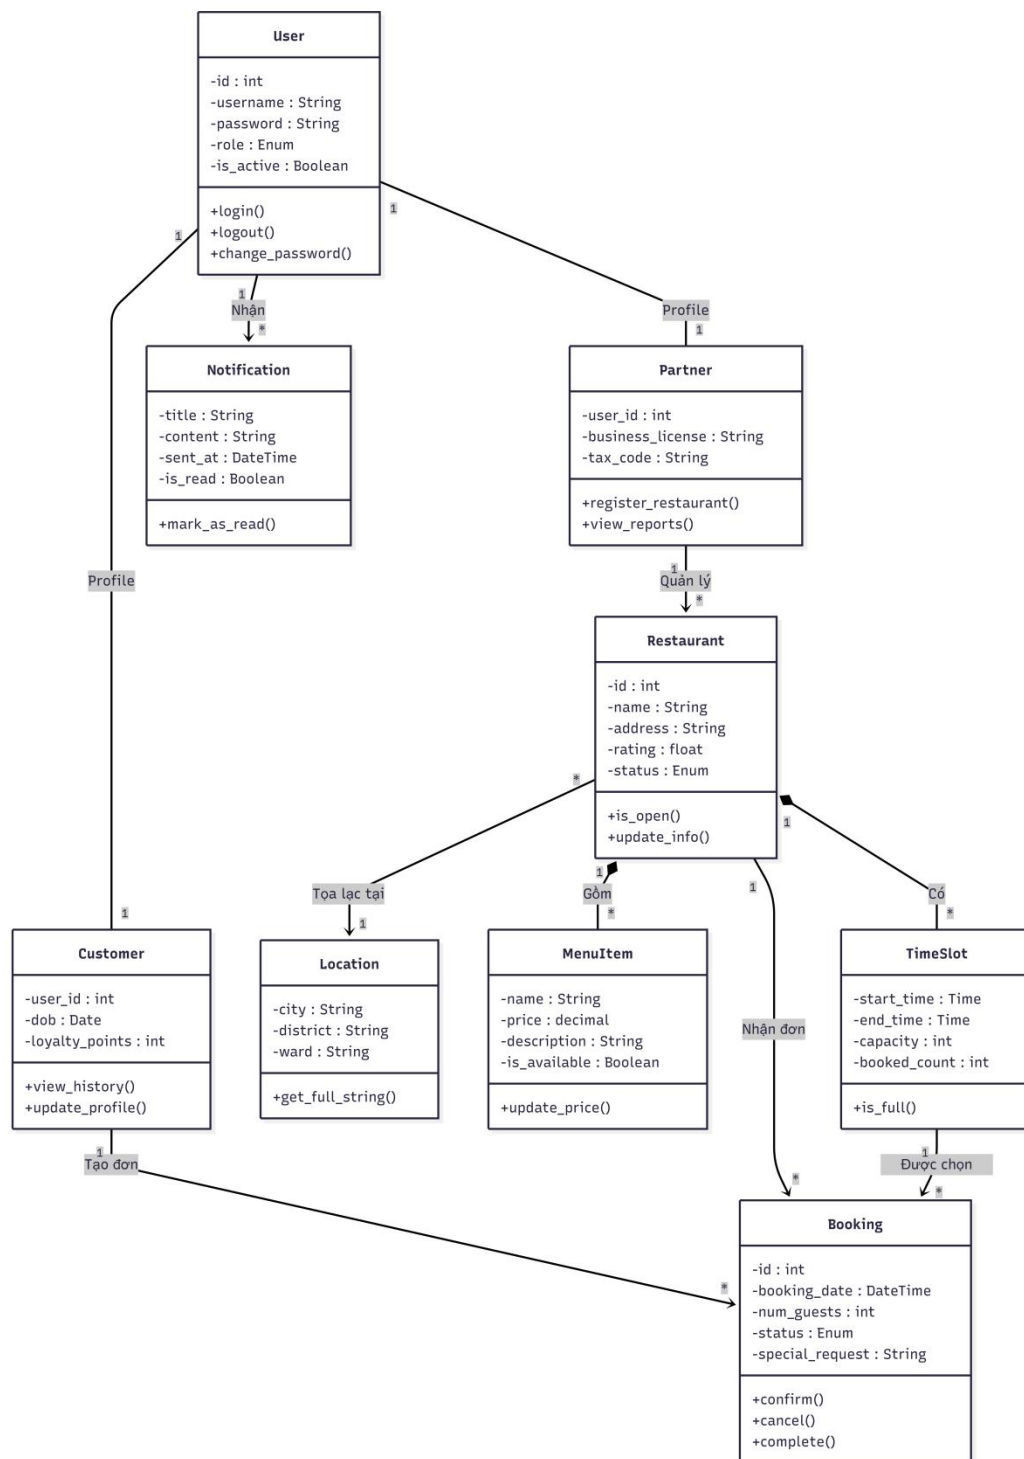 User
-id : int
-username : String
-password : String
-role : Enum
-is_active : Boolean
+login()
+logout()
+change_password()
1
1
1
Nhận
*
Profile
1
Notification
-title : String
-content : String
-sent_at : DateTime
-is_read : Boolean
+mark_as_read()
Partner
-user_id : int
-business_license : String
-tax_code : String
+register_restaurant()
+view_reports()
Profile
1
Quản lý
*
Restaurant
-id : int
-name : String
-address : String
-rating : float
-status : Enum
+is_open()
+update_info()
*
1
1
1
Tọa lạc tại
Gồm
Có
1
1
*
*
Customer
-user_id : int
-dob : Date
-loyalty_points : int
+view_history()
+update_profile()
Location
-city : String
-district : String
-ward : String
+get_full_string()
MenuItem
-name : String
-price : decimal
-description : String
-is_available : Boolean
+update_price()
Nhận đơn
TimeSlot
-start_time : Time
-end_time : Time
-capacity : int
-booked_count : int
+is_full()
1
Tạo đơn
1
Được chọn
*
*
*
Booking
-id : int
-booking_date : DateTime
-num_guests : int
-status : Enum
-special_request : String
+confirm()
+cancel()
+complete()